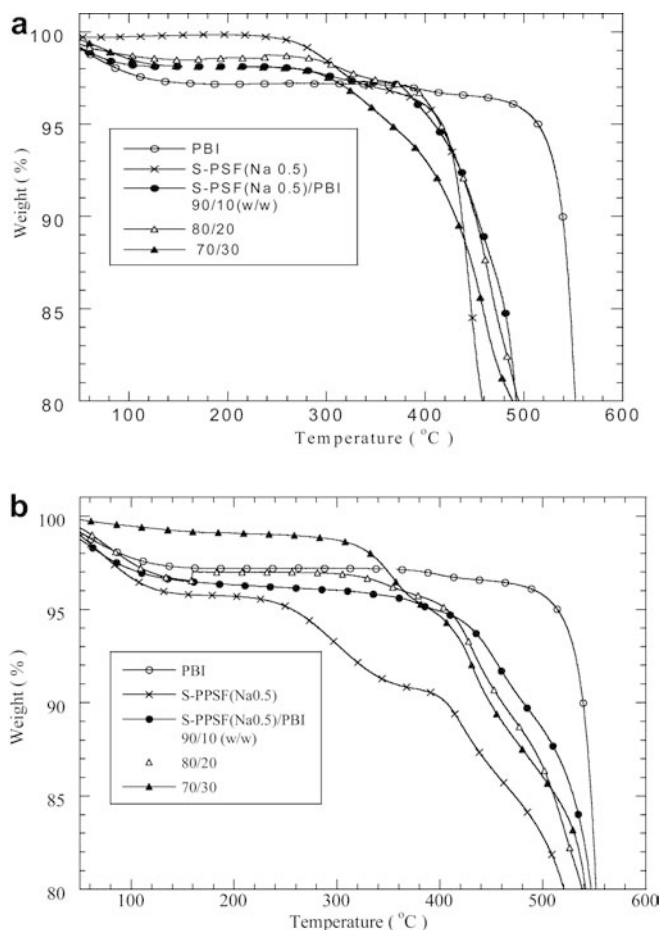 a
100
95
90
85
80
Weight ( % )
PBI
S-PSF(Na 0.5)
S-PSF(Na 0.5)/PBI
90/10(w/w)
80/20
70/30
100 200 300 400 500 600
Temperature ( °C )
b
100
95
90
85
80
Weight ( % )
PBI
S-PPSF(Na0.5)
S-PPSF(Na0.5)/PBI
90/10 (w/w)
80/20
70/30
100 200 300 400 500 600
Temperature ( °C )